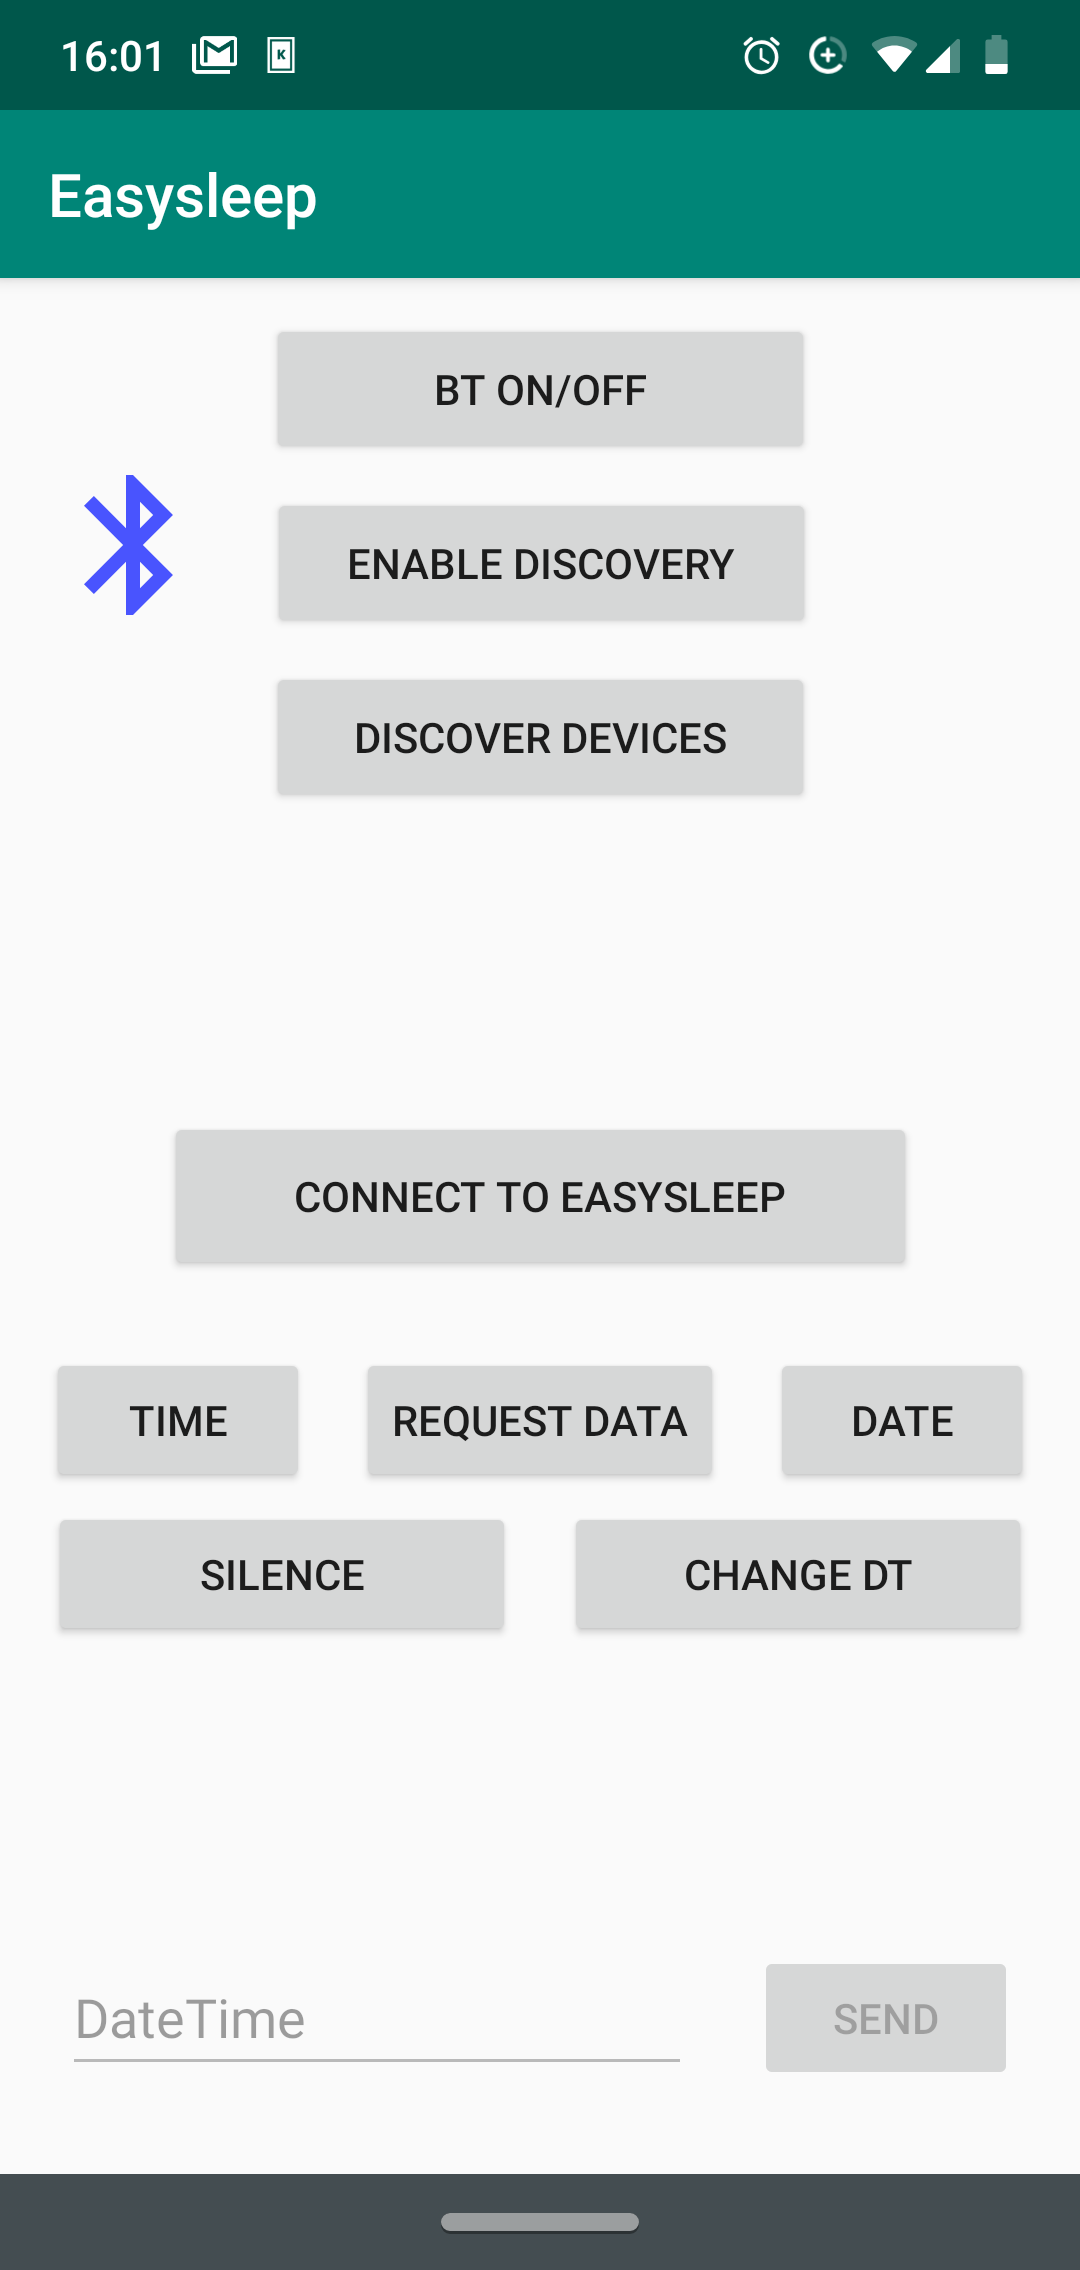 16:01
K
Easysleep
BT ON/OFF
ENABLE DISCOVERY
DISCOVER DEVICES
CONNECT TO EASYSLEEP
TIME
REQUEST DATA
DATE
SILENCE
CHANGE DT
DateTime
SEND